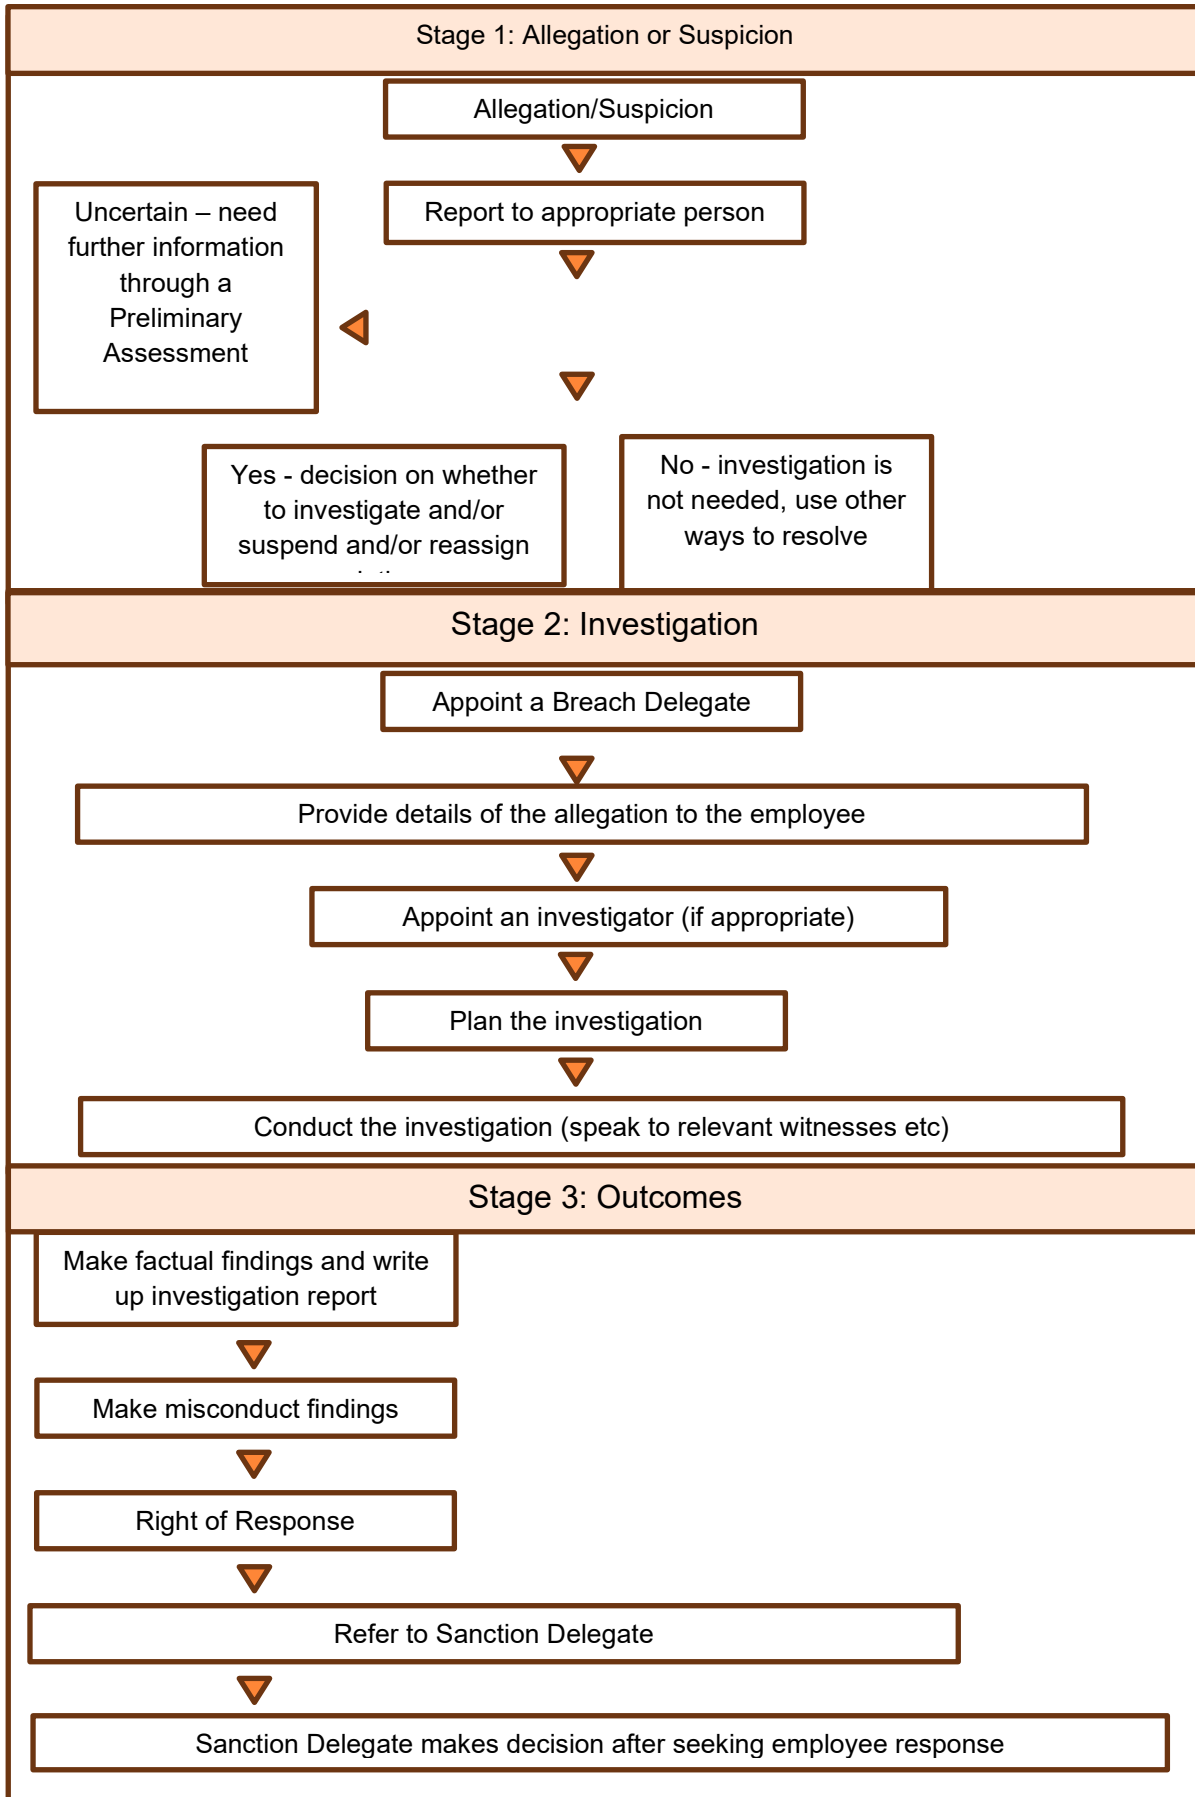 Stage 1: Allegation or Suspicion
Allegation/Suspicion
Report to appropriate person
Uncertain – need
further information
through a
Preliminary
Assessment
Yes - decision on whether
to investigate and/or
suspend and/or reassign
No - investigation is
not needed, use other
ways to resolve
Stage 2: Investigation
Appoint a Breach Delegate
Provide details of the allegation to the employee
Appoint an investigator (if appropriate)
Plan the investigation
Conduct the investigation (speak to relevant witnesses etc)
Stage 3: Outcomes
Make factual findings and write
up investigation report
Make misconduct findings
Right of Response
Refer to Sanction Delegate
Sanction Delegate makes decision after seeking employee response